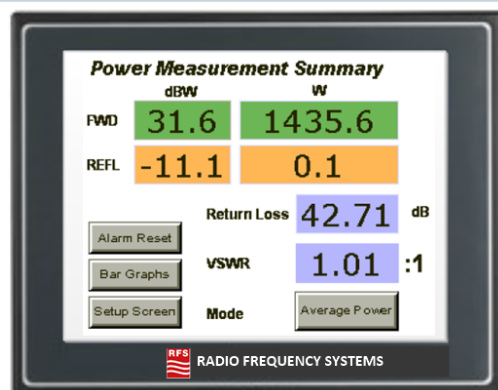 Power Measurement Summary
dBW W
FWD 31.6 1435.6
REFL -11.1 0.1
Return Loss 42.71 dB
Alarm Reset
VSWR 1.01 :1
Bar Graphs
Setup Screen Mode Average Power
RFS RADIO FREQUENCY SYSTEMS